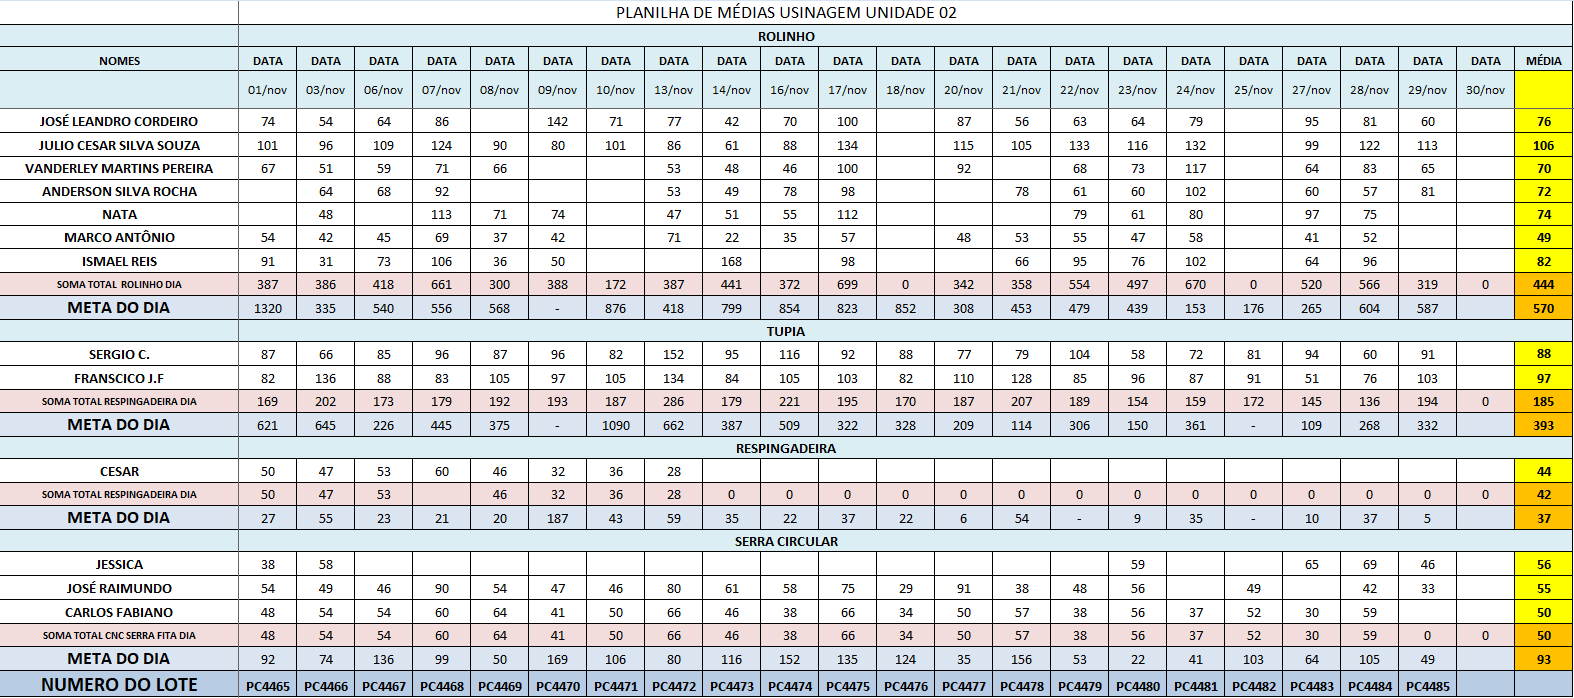 PLANILHA DE MÉDIAS USINAGEM UNIDADE 02
ROLINHO
NOMES DATA DATA DATA DATA DATA DATA DATA DATA DATA DATA DATA DATA DATA DATA DATA DATA DATA DATA DATA DATA DATA DATA MÉDIA
01/nov 03/nov 06/nov 07/nov 08/nov 09/nov 10/nov 13/nov 14/nov 16/nov 17/nov 18/nov 20/nov 21/nov 22/nov 23/nov 24/nov 25/nov 27/nov 28/nov 29/nov 30/nov
JOSÉ LEANDRO CORDEIRO 74 54 64 86 142 71 77 42 70 100 87 56 63 64 79 95 81 60 76
JULIO CESAR SILVA SOUZA 101 96 109 124 90 80 101 86 61 88 134 115 105 133 116 132 99 122 113 106
VANDERLEY MARTINS PEREIRA 67 51 59 71 66 53 48 46 100 92 68 73 117 64 83 65 70
ANDERSON SILVA ROCHA 64 68 92 53 49 78 98 78 61 60 102 60 57 81 72
NATA 48 113 71 74 47 51 55 112 79 61 80 97 75 74
MARCO ANTÔNIO 54 42 45 69 37 42 71 22 35 57 48 53 55 47 58 41 52 49
ISMAEL REIS 91 31 73 106 36 50 168 98 66 95 76 102 64 96 82
SOMA TOTAL ROLINHO DIA 387 386 418 661 300 388 172 387 441 372 699 0 342 358 554 497 670 0 520 566 319 0 444
META DO DIA 1320 335 540 556 568 - 876 418 799 854 823 852 308 453 479 439 153 176 265 604 587 570
TUPIA
SERGIO C. 87 66 85 96 87 96 82 152 95 116 92 88 77 79 104 58 72 81 94 60 91 88
FRANSCICO J.F 82 136 88 83 105 97 105 134 84 105 103 82 110 128 85 96 87 91 51 76 103 97
SOMA TOTAL RESPINGADEIRA DIA 169 202 173 179 192 193 187 286 179 221 195 170 187 207 189 154 159 172 145 136 194 0 185
META DO DIA 621 645 226 445 375 - 1090 662 387 509 322 328 209 114 306 150 361 - 109 268 332 393
RESPINGADEIRA
CESAR 50 47 53 60 46 32 36 28 44
SOMA TOTAL RESPINGADEIRA DIA 50 47 53 46 32 36 28 0 0 0 0 0 0 0 0 0 0 0 0 0 0 42
META DO DIA 27 55 23 21 20 187 43 59 35 22 37 22 6 54 - 9 35 - 10 37 5 37
SERRA CIRCULAR
JESSICA 38 58 59 65 69 46 56
JOSÉ RAIMUNDO 54 49 46 90 54 47 46 80 61 58 75 29 91 38 48 56 49 42 33 55
CARLOS FABIANO 48 54 54 60 64 41 50 66 46 38 66 34 50 57 38 56 37 52 30 59 50
SOMA TOTAL CNC SERRA FITA DIA 48 54 54 60 64 41 50 66 46 38 66 34 50 57 38 56 37 52 30 59 0 0 50
META DO DIA 92 74 136 99 50 169 106 80 116 152 135 124 35 156 53 22 41 103 64 105 49 93
NUMERO DO LOTE PC4465 PC4466 PC4467 PC4468 PC4469 PC4470 PC4471 PC4472 PC4473 PC4474 PC4475 PC4476 PC4477 PC4478 PC4479 PC4480 PC4481 PC4482 PC4483 PC4484 PC4485